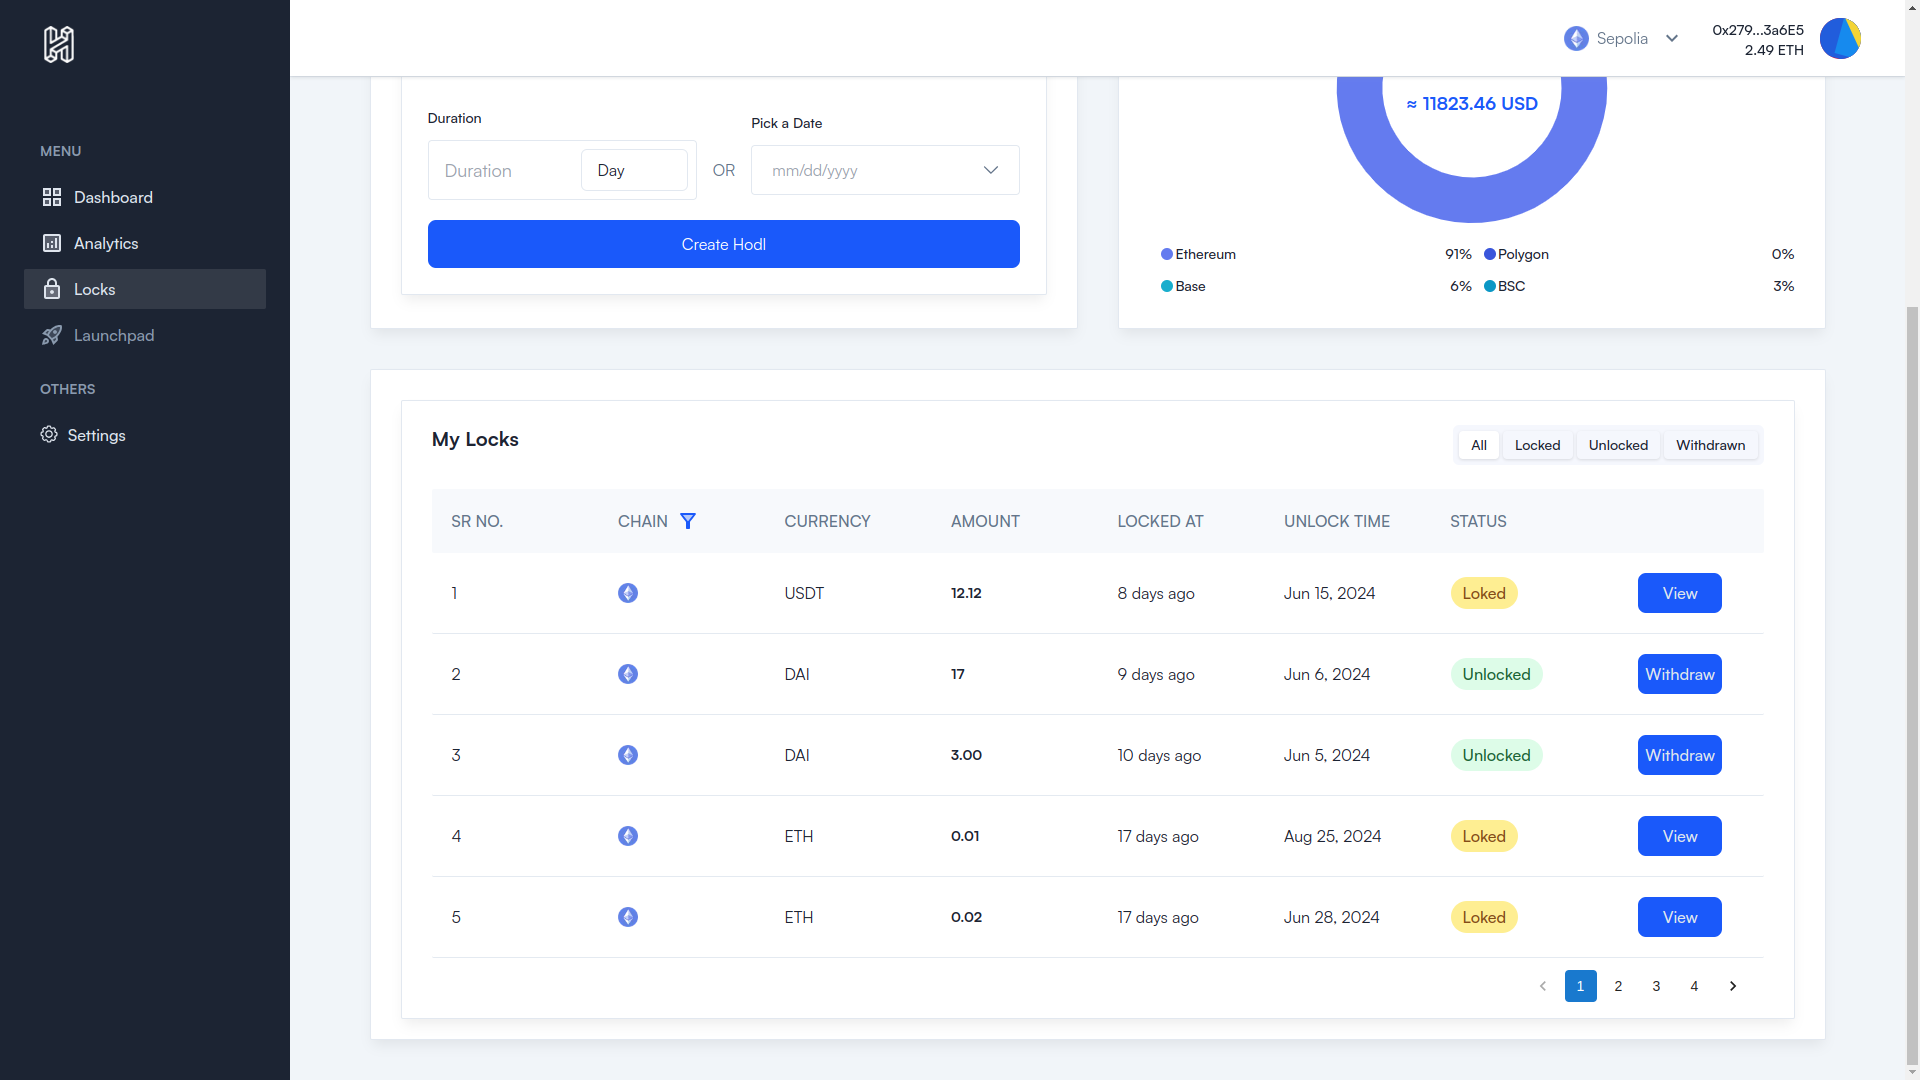 MENU
Dashboard
Analytics
Locks
Launchpad
OTHERS
Settings
Sepolia
0x279...3a6E5
2.49 ETH
Duration
Pick a Date
Duration
Day
OR
mm/dd/yyyy
Create Hodl
≈ 11823.46 USD
Ethereum 91% Polygon 0%
Base 6% BSC 3%
My Locks
All Locked Unlocked Withdrawn
SR NO. CHAIN CURRENCY AMOUNT LOCKED AT UNLOCK TIME STATUS
1 USDT 12.12 8 days ago Jun 15, 2024 Loked View
2 DAI 17 9 days ago Jun 6, 2024 Unlocked Withdraw
3 DAI 3.00 10 days ago Jun 5, 2024 Unlocked Withdraw
4 ETH 0.01 17 days ago Aug 25, 2024 Loked View
5 ETH 0.02 17 days ago Jun 28, 2024 Loked View
1 2 3 4